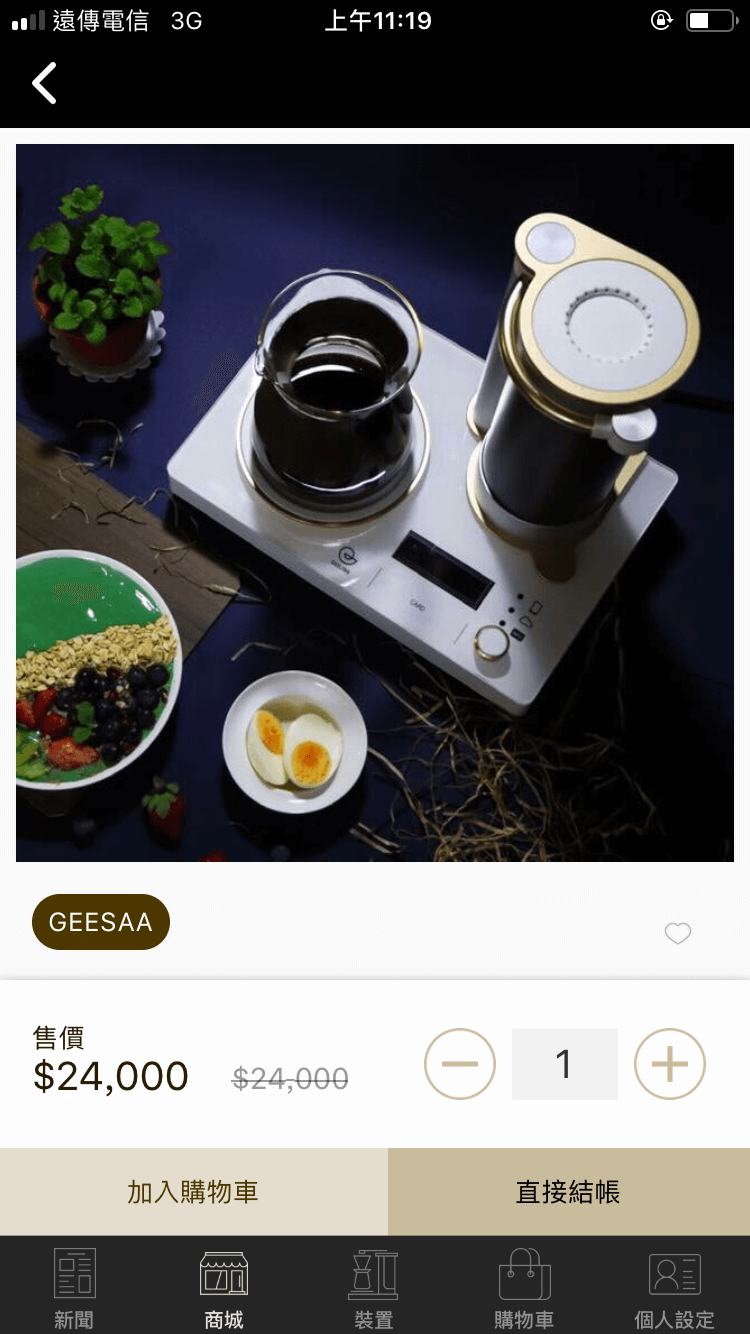 遠傳電信 3G 上午11:19
CARD
GEESAA
售價
$24,000 $24,000
1
加入購物車 直接結帳
新聞 商城 裝置 購物車 個人設定